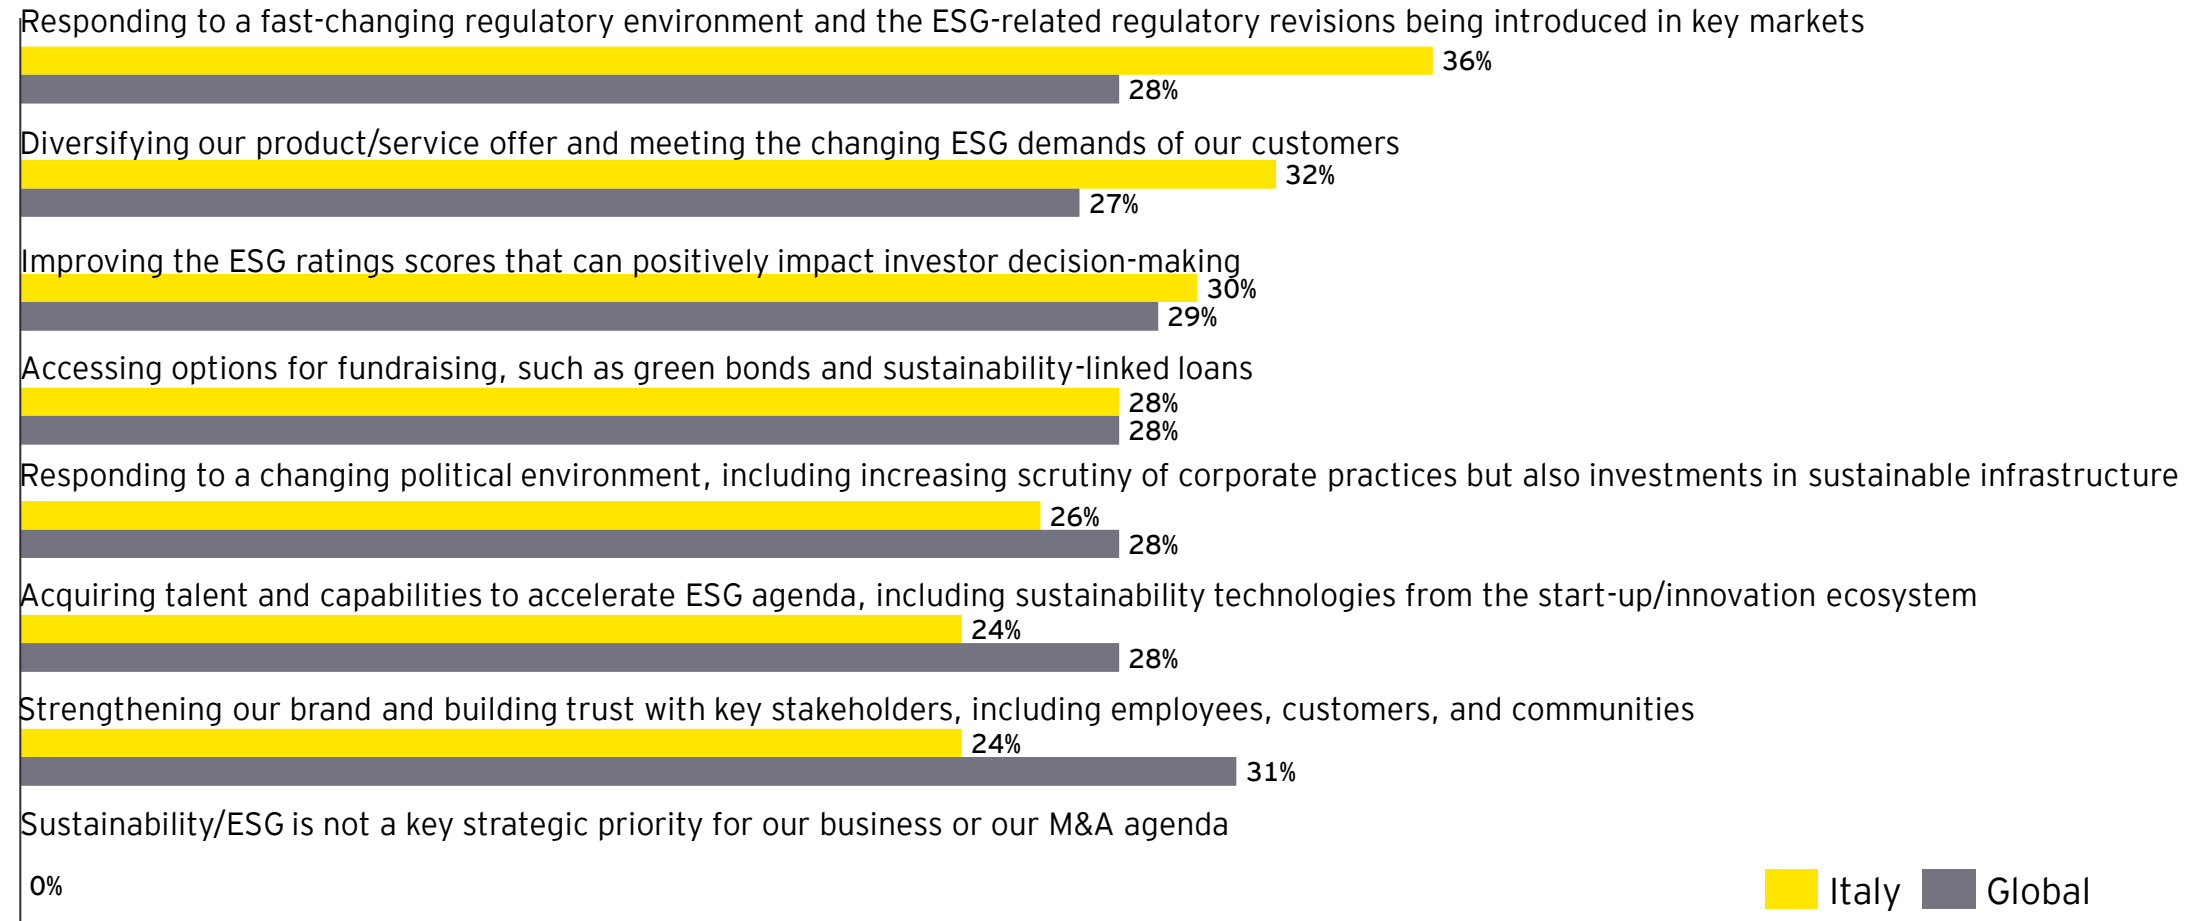 Responding to a fast-changing regulatory environment and the ESG-related regulatory revisions being introduced in key markets
36%
28%
Diversifying our product/service offer and meeting the changing ESG demands of our customers
32%
27%
Improving the ESG ratings scores that can positively impact investor decision-making
30%
29%
Accessing options for fundraising, such as green bonds and sustainability-linked loans
28%
28%
Responding to a changing political environment, including increasing scrutiny of corporate practices but also investments in sustainable infrastructure
26%
28%
Acquiring talent and capabilities to accelerate ESG agenda, including sustainability technologies from the start-up/innovation ecosystem
24%
28%
Strengthening our brand and building trust with key stakeholders, including employees, customers, and communities
24%
31%
Sustainability/ESG is not a key strategic priority for our business or our M&A agenda
0%
Italy Global